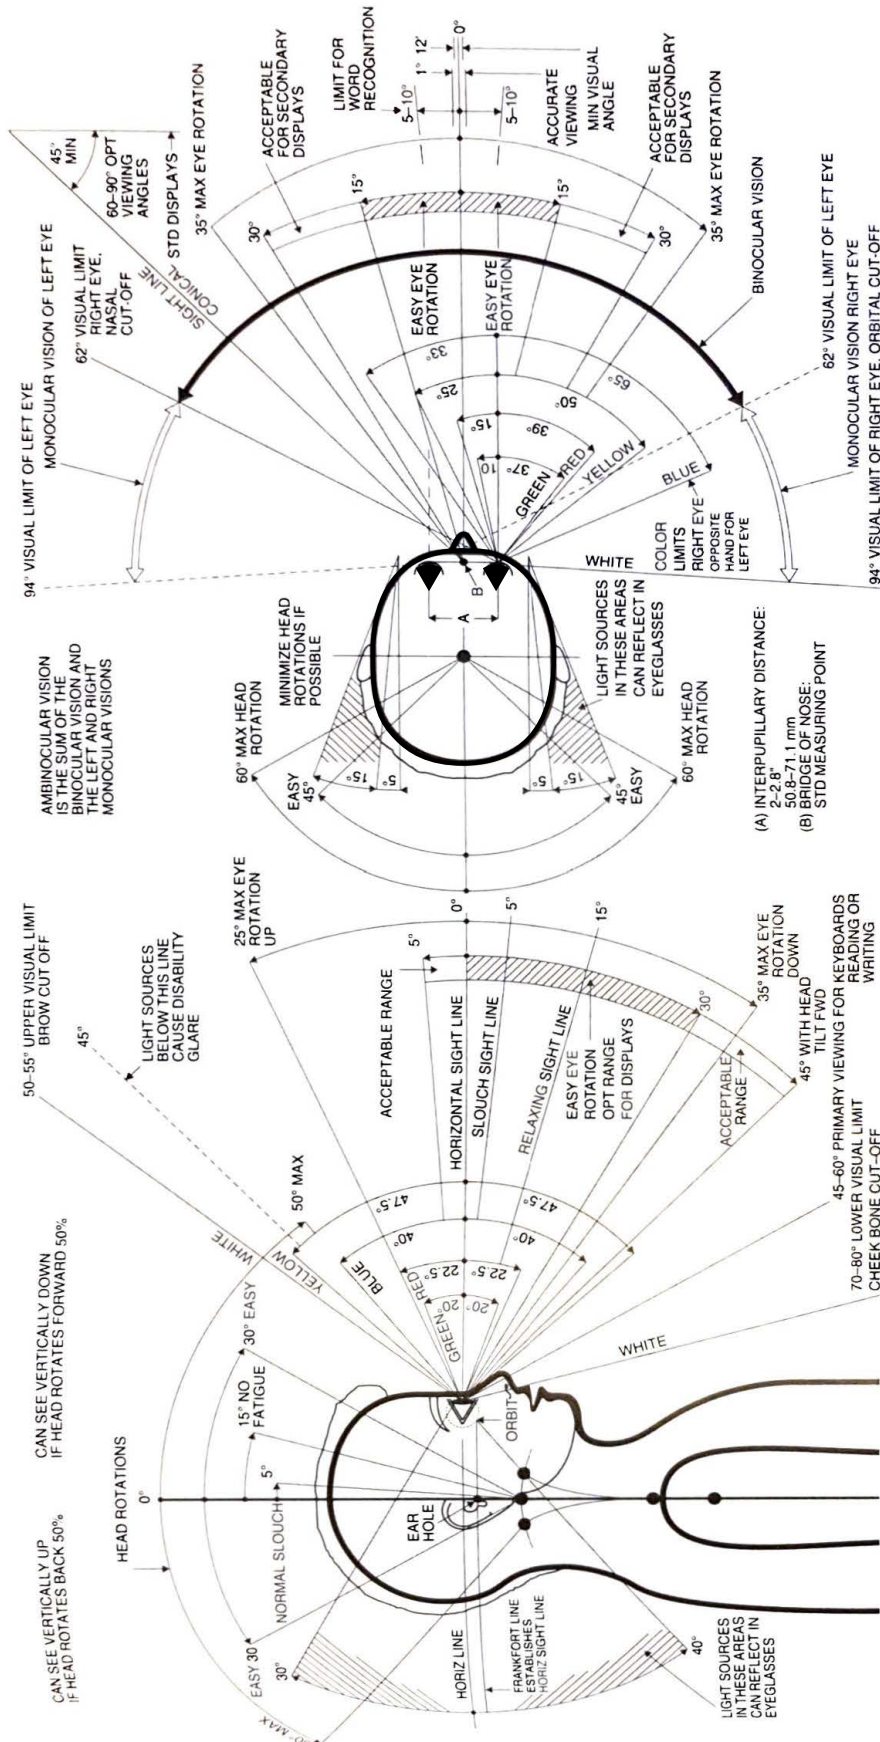 CAN SEE VERTICALLY UP
IF HEAD ROTATES BACK 50%
CAN SEE VERTICALLY DOWN
IF HEAD ROTATES FORWARD 50%
HEAD ROTATIONS
0°
5°
15° NO
FATIGUE
30° EASY
NORMAL SLOUCH
EASY 30
30°
MAX
HORIZ LINE
FRANKFORT LINE
ESTABLISHES
HORIZ SIGHT LINE
40°
LIGHT SOURCES
IN THESE AREAS
CAN REFLECT IN
EYEGLASSES
EAR
HOLE
ORBIT
50° MAX
WHITE
YELLOW
BLUE
RED
GREEN
47.5°
40°
22.5°
20°
20°
22.5°
40°
47.5°
WHITE
50–55° UPPER VISUAL LIMIT
BROW CUT OFF
45°
LIGHT SOURCES
BELOW THIS LINE
CAUSE DISABILITY
GLARE
25° MAX EYE
ROTATION
UP
ACCEPTABLE RANGE
5°
0°
HORIZONTAL SIGHT LINE
SLOUCH SIGHT LINE
5°
RELAXING SIGHT LINE
15°
EASY EYE
ROTATION
OPT RANGE
FOR DISPLAYS
30°
ACCEPTABLE
RANGE
35° MAX EYE
ROTATION
DOWN
45° WITH HEAD
TILT FWD
45–60° PRIMARY VIEWING FOR KEYBOARDS
READING OR
WRITING
70–80° LOWER VISUAL LIMIT
CHEEK BONE CUT-OFF
AMBINOCULAR VISION
IS THE SUM OF THE
BINOCULAR VISION AND
THE LEFT AND RIGHT
MONOCULAR VISIONS
60° MAX HEAD
ROTATION
MINIMIZE HEAD
ROTATIONS IF
POSSIBLE
EASY
45°
15°
5°
5°
15°
45°
EASY
60° MAX HEAD
ROTATION
LIGHT SOURCES
IN THESE AREAS
CAN REFLECT IN
EYEGLASSES
A
B
(A) INTERPUPILLARY DISTANCE:
2–2.8"
50.8–71.1 mm
(B) BRIDGE OF NOSE:
STD MEASURING POINT
94° VISUAL LIMIT OF LEFT EYE
MONOCULAR VISION OF LEFT EYE
62° VISUAL LIMIT
RIGHT EYE,
NASAL
CUT-OFF
SIGHT LINE
CONICAL
STD DISPLAYS
45°
MIN
60–90° OPT
VIEWING
ANGLES
35° MAX EYE ROTATION
30°
ACCEPTABLE
FOR SECONDARY
DISPLAYS
15°
LIMIT FOR
WORD
RECOGNITION
5–10°
1°
12'
0°
5–10°
ACCURATE
VIEWING
MIN VISUAL
ANGLE
15°
ACCEPTABLE
FOR SECONDARY
DISPLAYS
30°
35° MAX EYE ROTATION
EASY EYE
ROTATION
EASY EYE
ROTATION
33°
25°
15°
10
37°
39°
50°
65°
GREEN
RED
YELLOW
BLUE
WHITE
COLOR
LIMITS
RIGHT EYE
OPPOSITE
HAND FOR
LEFT EYE
BINOCULAR VISION
62° VISUAL LIMIT OF LEFT EYE
MONOCULAR VISION RIGHT EYE
94° VISUAL LIMIT OF RIGHT EYE, ORBITAL CUT-OFF